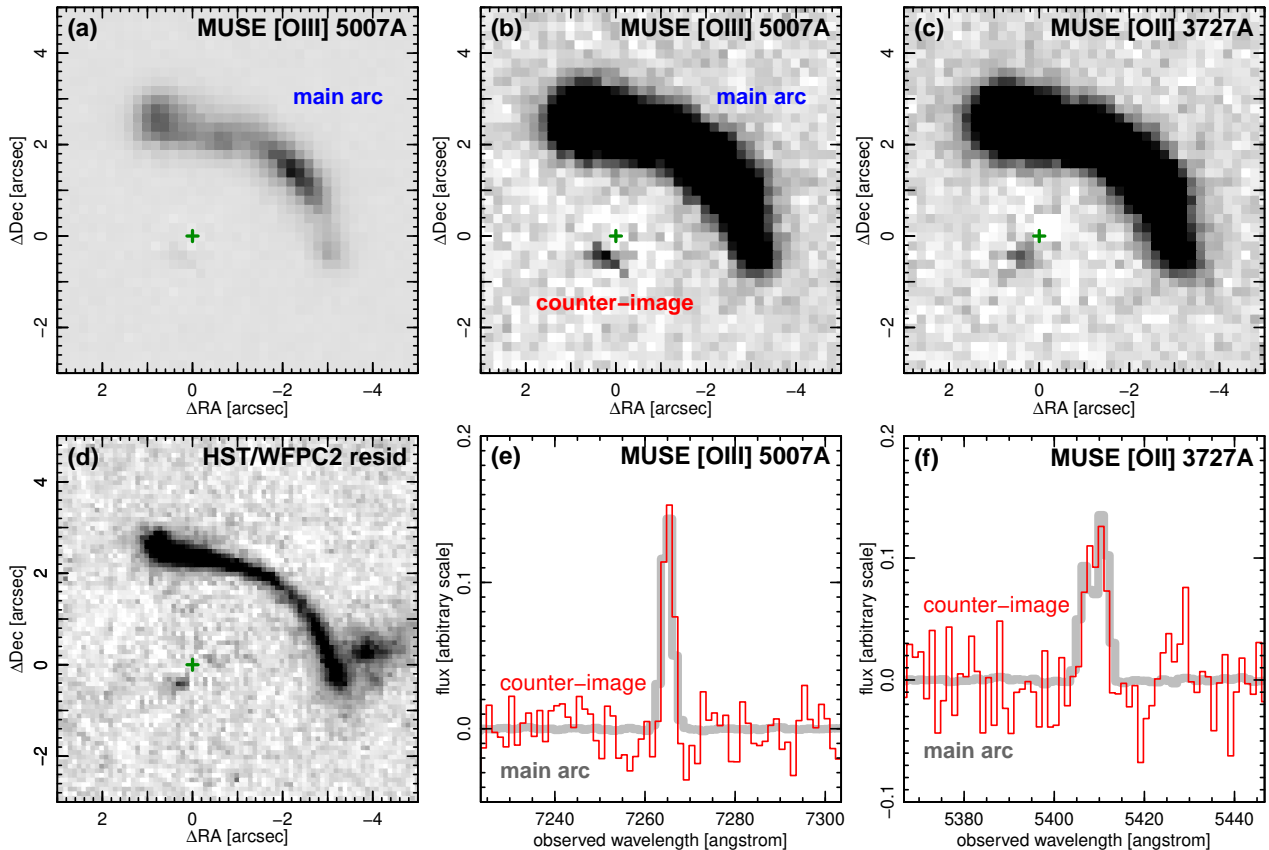 (a) MUSE [OIII] 5007A
main arc
ΔDec [arcsec]
4
2
0
−2
2 0 −2 −4
ΔRA [arcsec]
(b) MUSE [OIII] 5007A
main arc
counter−image
ΔDec [arcsec]
4
2
0
−2
2 0 −2 −4
ΔRA [arcsec]
(c) MUSE [OII] 3727A
ΔDec [arcsec]
4
2
0
−2
2 0 −2 −4
ΔRA [arcsec]
(d) HST/WFPC2 resid
ΔDec [arcsec]
4
2
0
−2
2 0 −2 −4
ΔRA [arcsec]
(e) MUSE [OIII] 5007A
flux [arbitrary scale]
0.2
0.1
0.0
counter−image
main arc
7240 7260 7280 7300
observed wavelength [angstrom]
(f) MUSE [OII] 3727A
flux [arbitrary scale]
0.2
0.1
0.0
−0.1
counter−image
main arc
5380 5400 5420 5440
observed wavelength [angstrom]